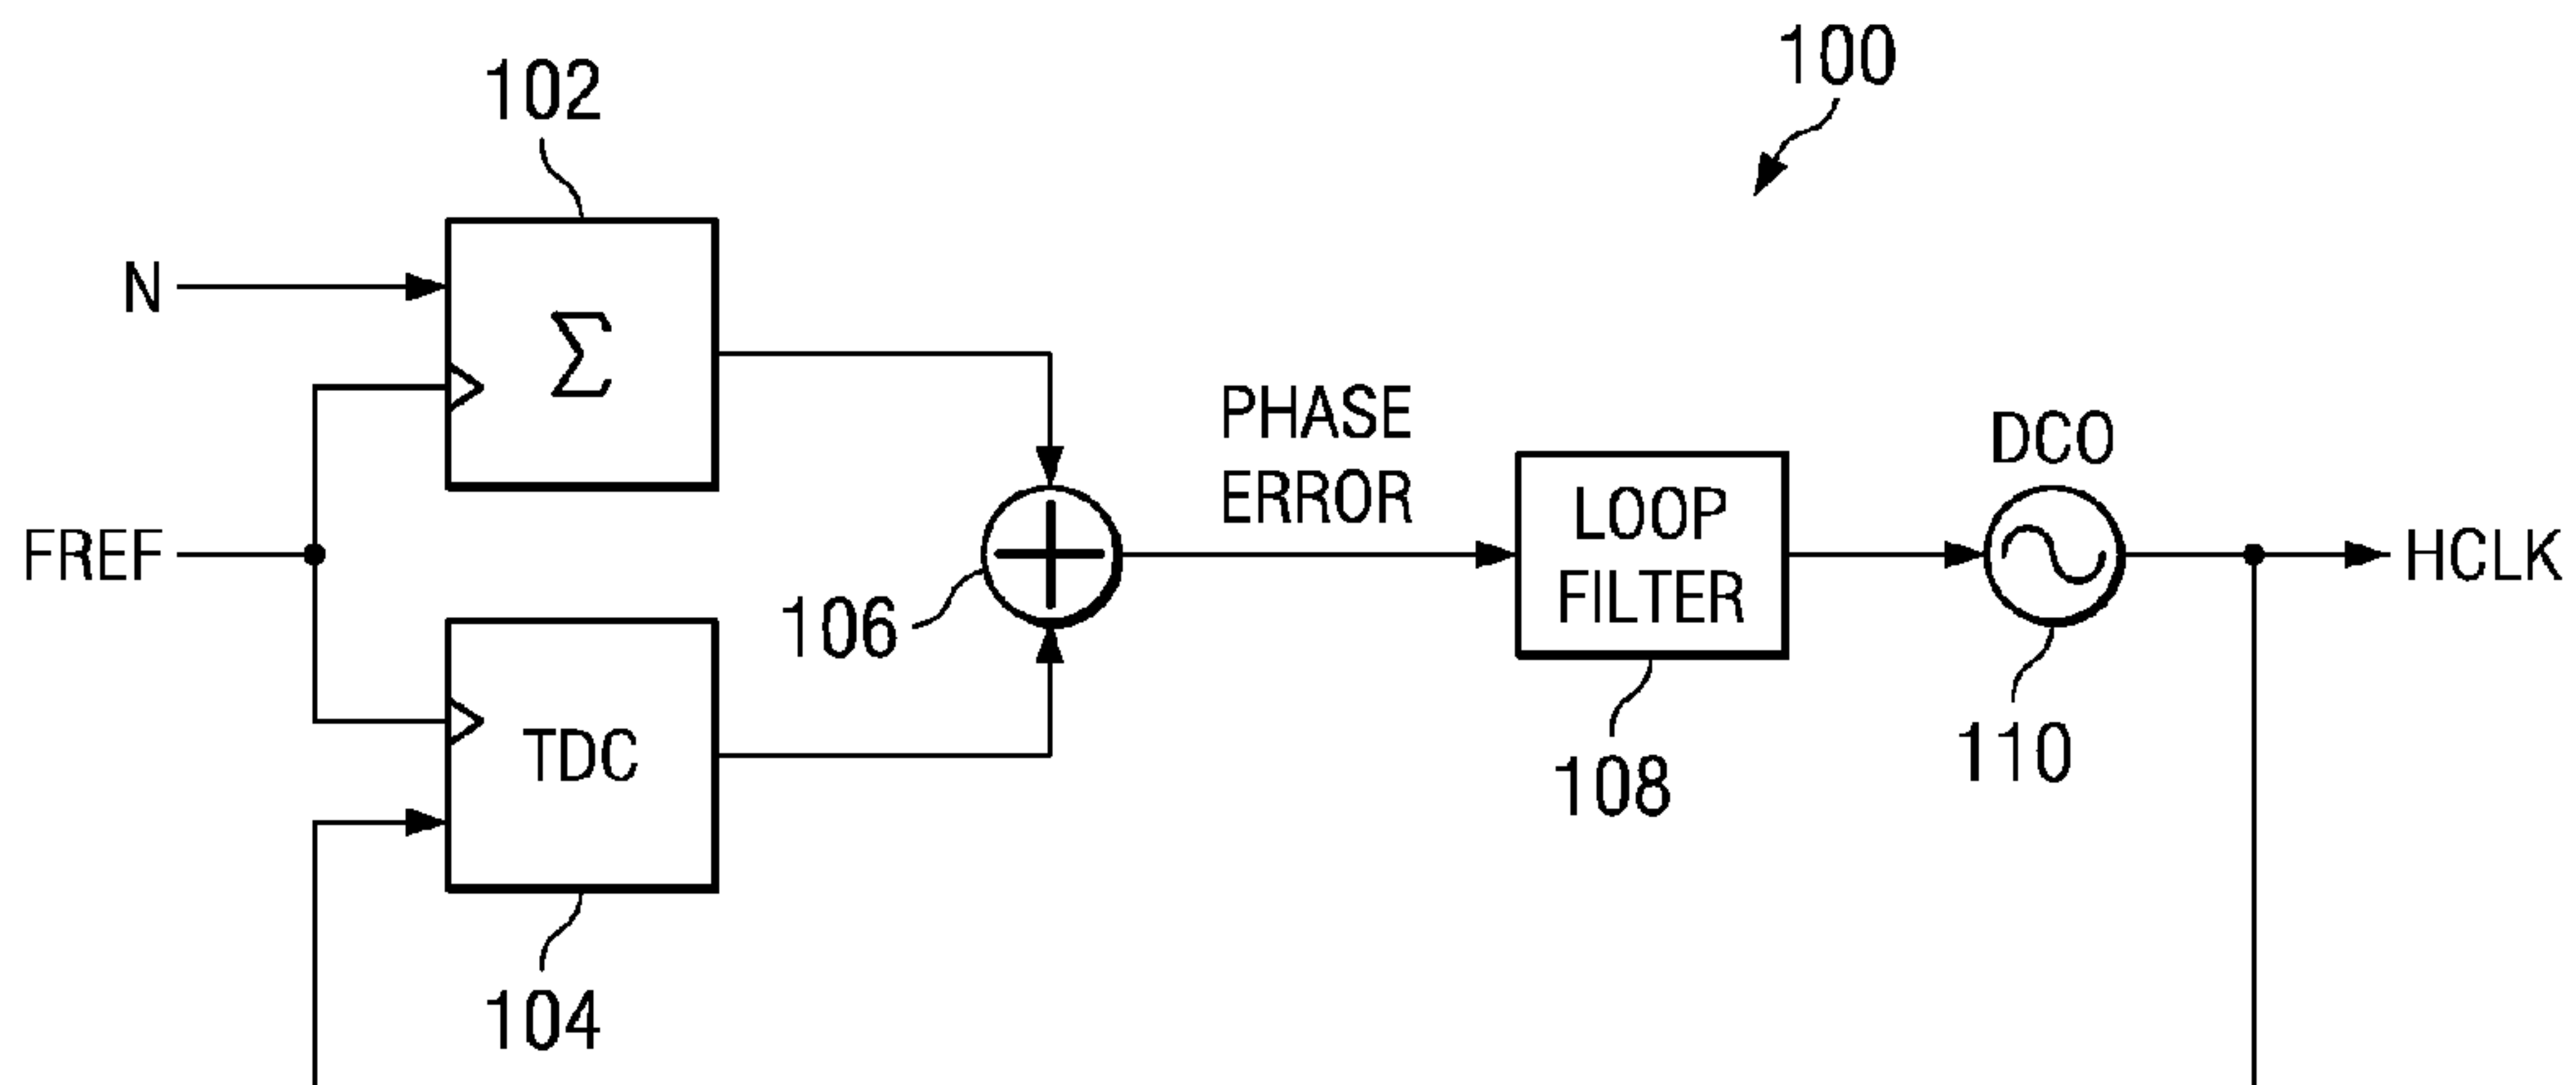 100
102
N
Σ
PHASE
ERROR
DCO
LOOP
FILTER
FREF
HCLK
106
TDC
110
108
104